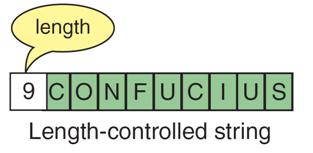 length
9 C O N F U C I U S
Length-controlled string